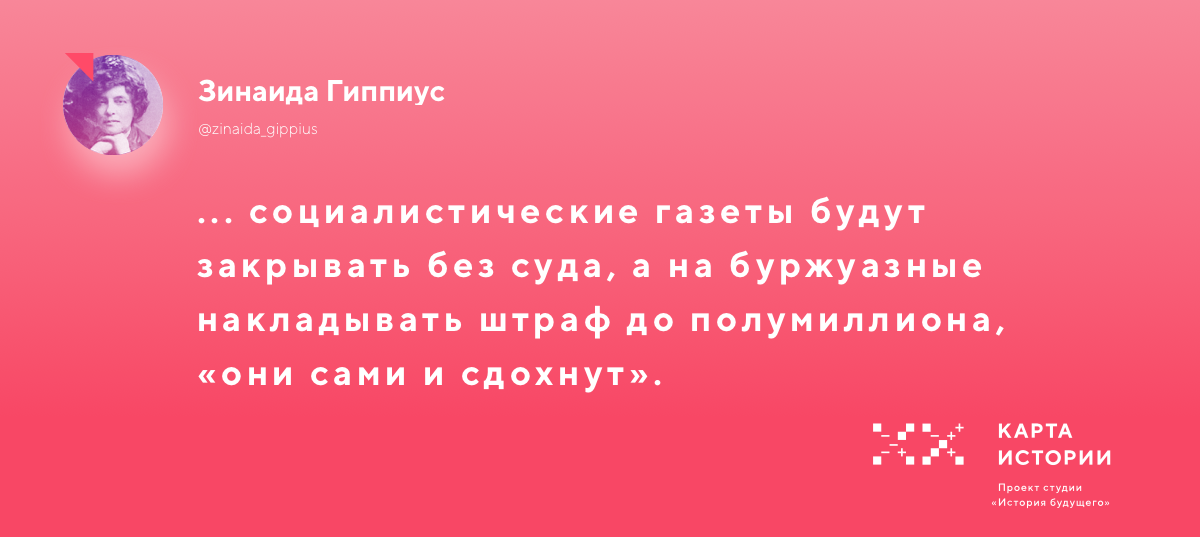 Зинаида Гиппиус
@zinaida_gippius
... социалистические газеты будут
закрывать без суда, а на буржуазные
накладывать штраф до полумиллиона,
«они сами и сдохнут».
КАРТА
ИСТОРИИ
Проект студии
«История будущего»